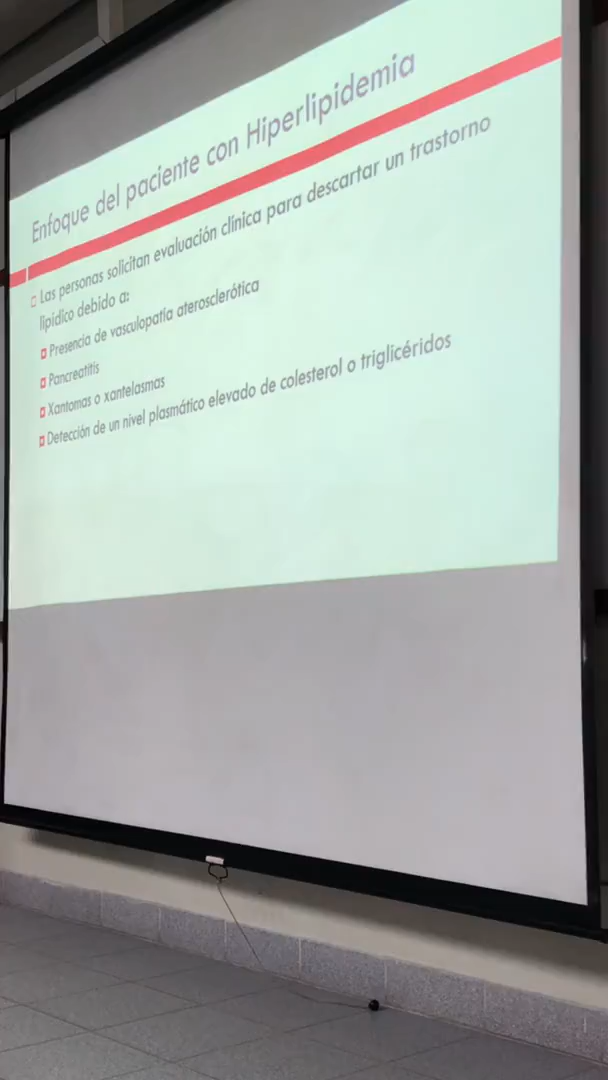 Enfoque del paciente con Hiperlipidemia
Las personas solicitan evaluación clínica para descartar un trastorno
lipídico debido a:
Presencia de vasculopatía aterosclerótica
Pancreatitis
Xantomas o xantelasmas
Detección de un nivel plasmático elevado de colesterol o triglicéridos